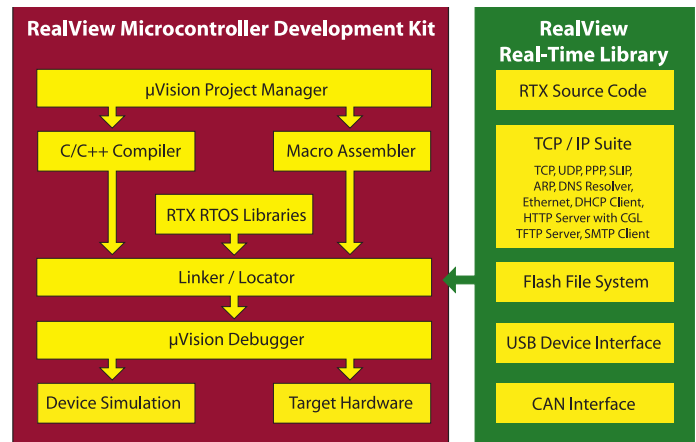 RealView Microcontroller Development Kit
µVision Project Manager
C/C++ Compiler
Macro Assembler
RTX RTOS Libraries
Linker / Locator
µVision Debugger
Device Simulation
Target Hardware
RealView
Real-Time Library
RTX Source Code
TCP / IP Suite
TCP, UDP, PPP, SLIP,
ARP, DNS Resolver,
Ethernet, DHCP Client,
HTTP Server with CGL
TFTP Server, SMTP Client
Flash File System
USB Device Interface
CAN Interface